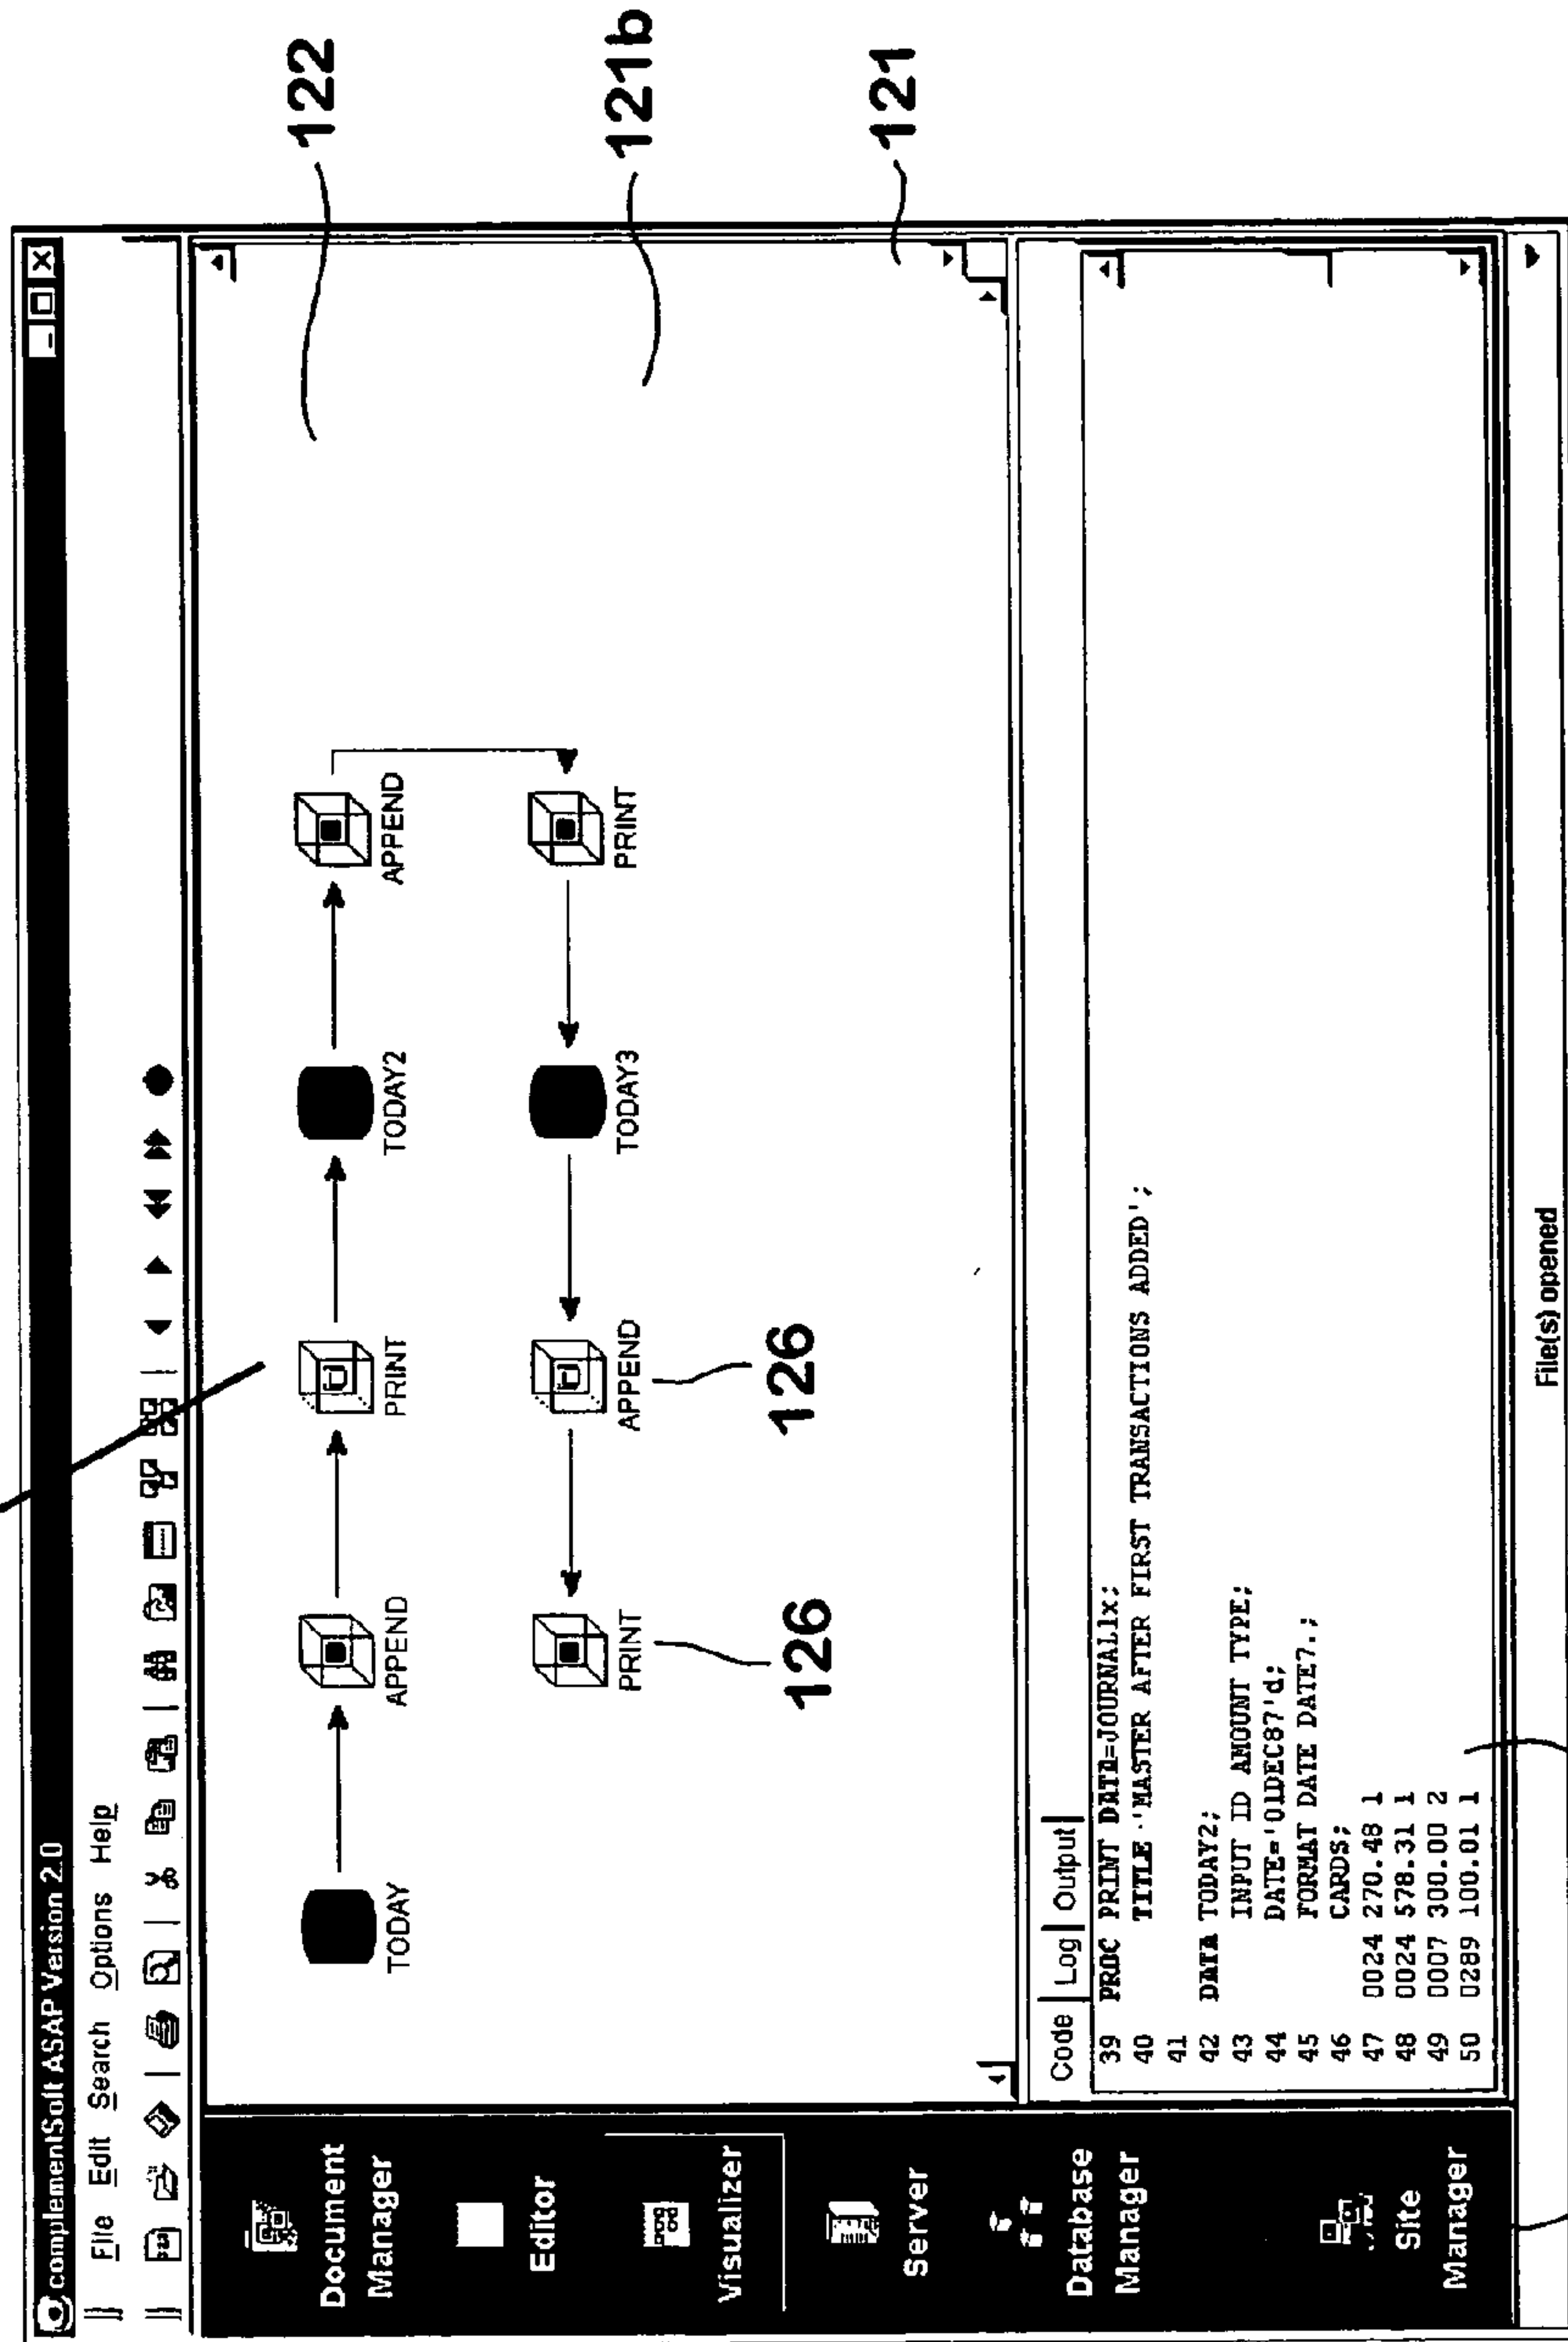 complementSoft ASAP Version 2.0
File Edit Search Options Help
Document
Manager
Editor
Visualizer
Server
Database
Manager
Site
Manager
TODAY
APPEND
PRINT
TODAY2
APPEND
PRINT
APPEND
TODAY3
PRINT
126
126
122
121b
121
Code Log Output
39 PROC PRINT DATA=JOURNAL1x;
40 TITLE 'MASTER AFTER FIRST TRANSACTIONS ADDED';
41
42 DATA TODAY2;
43 INPUT ID AMOUNT TYPE;
44 DATE='01DEC87'd;
45 FORMAT DATE DATE7.;
46 CARDS;
47 0024 270.48 1
48 0024 578.31 1
49 0007 300.00 2
50 0289 100.01 1
File(s) opened